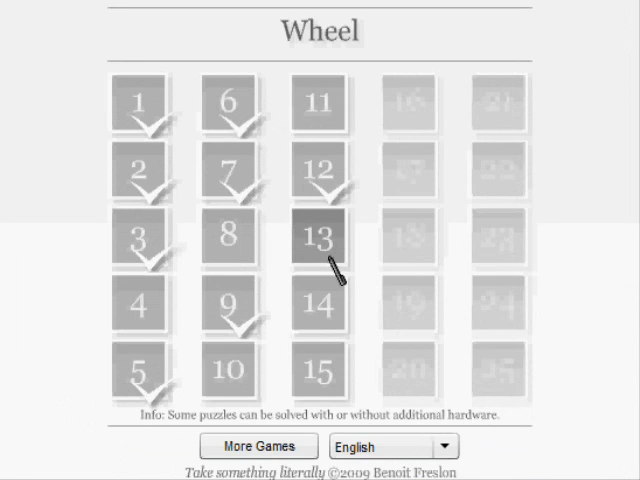 Wheel
1 6 11
2 7 12
3 8 13
4 9 14
5 10 15
Info: Some puzzles can be solved with or without additional hardware.
More Games English
Take something literally ©2009 Benoit Freslon